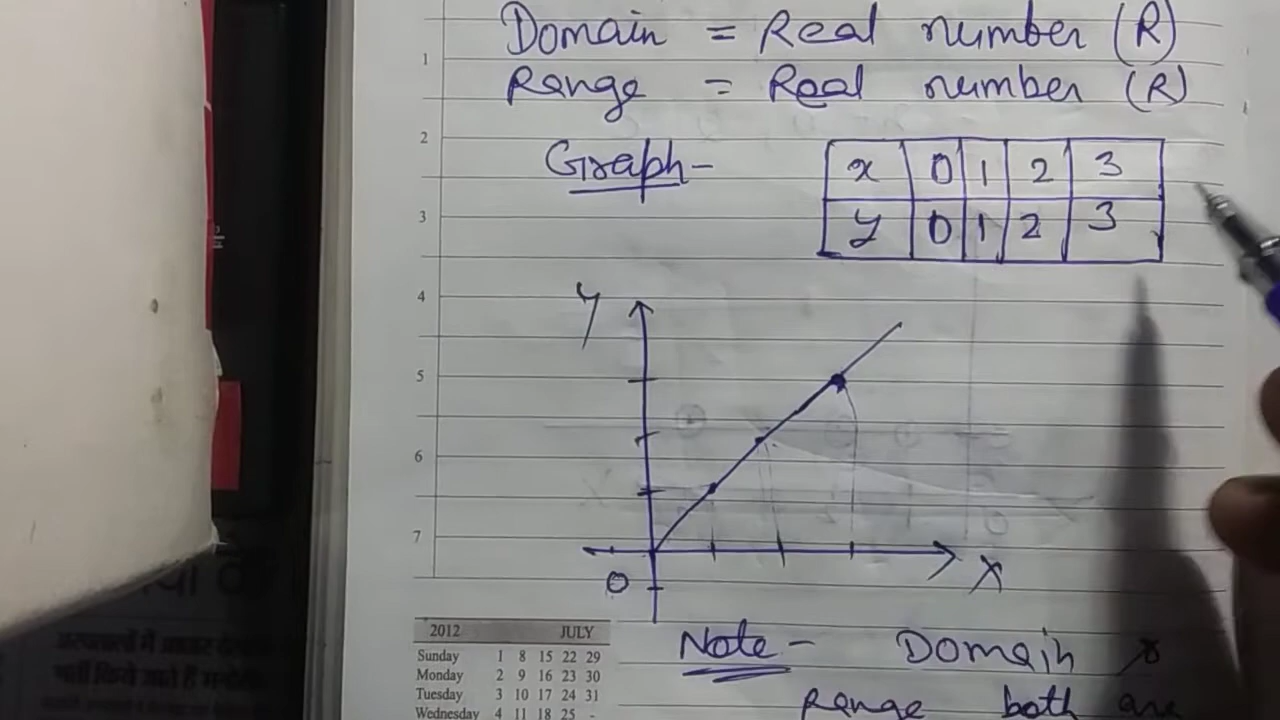 Domain = Real number (R)
Range = Real number (R)
Graph-
x 0 1 2 3
y 0 1 2 3
1
2
3
4
5
6
7
Y
O
X
Note - Domain &
range both are
2012 JULY
Sunday 1 8 15 22 29
Monday 2 9 16 23 30
Tuesday 3 10 17 24 31
Wednesday 4 11 18 25 -